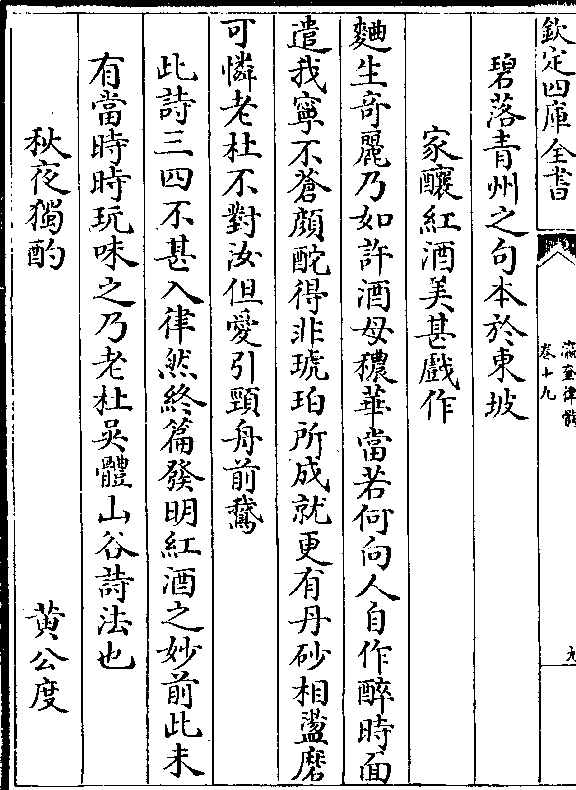 欽定四庫全書
瀛奎律髓
卷十九
九
碧落青州之句本於東坡
家釀紅酒美甚戲作
麯生奇麗乃如許酒母穠華當若何向人自作醉時面
遣我寧不蒼顔酡得非琥珀所成就更有丹砂相盪磨
可憐老杜不對汝但愛引頸舟前鵞
此詩三四不甚入律然終篇發明紅酒之妙前此未
有當時時玩味之乃老杜吳體山谷詩法也
秋夜獨酌 黄公度